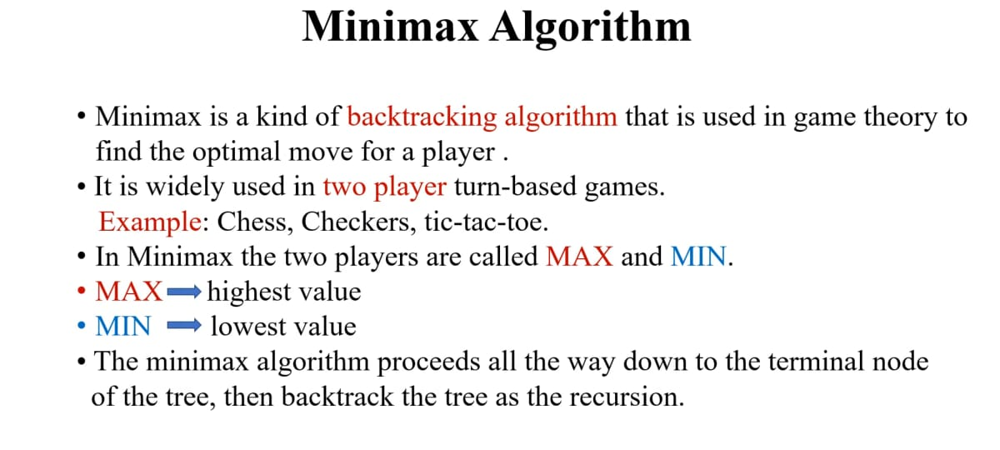 Minimax Algorithm
• Minimax is a kind of backtracking algorithm that is used in game theory to
find the optimal move for a player .
• It is widely used in two player turn-based games.
Example: Chess, Checkers, tic-tac-toe.
• In Minimax the two players are called MAX and MIN.
• MAX ➡ highest value
• MIN ➡ lowest value
• The minimax algorithm proceeds all the way down to the terminal node
of the tree, then backtrack the tree as the recursion.